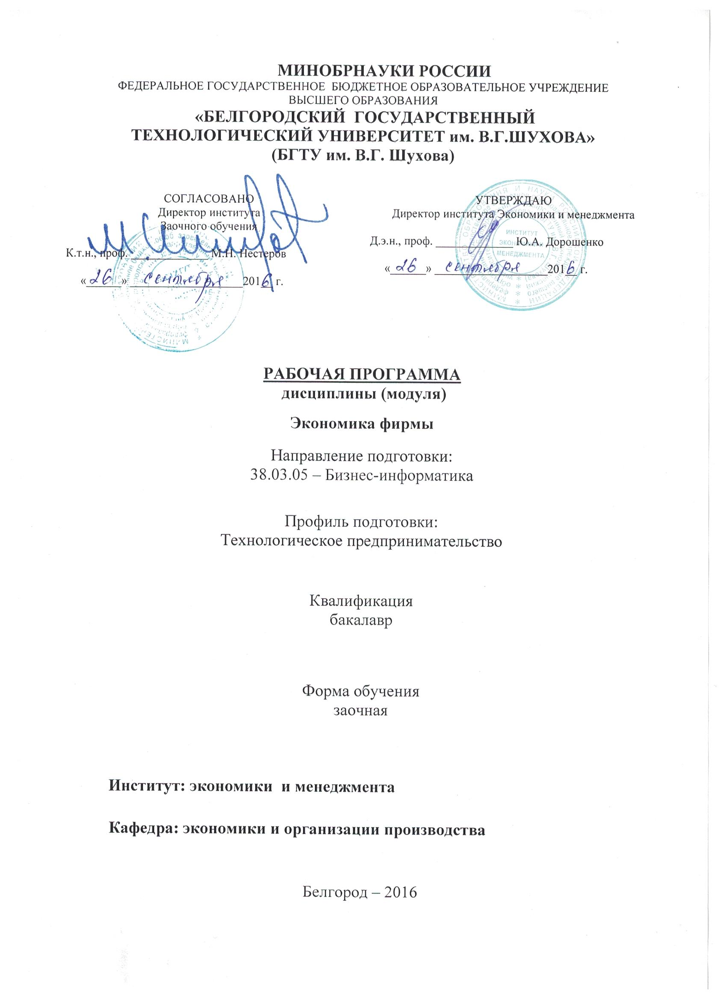 МИНОБРНАУКИ РОССИИ
ФЕДЕРАЛЬНОЕ ГОСУДАРСТВЕННОЕ БЮДЖЕТНОЕ ОБРАЗОВАТЕЛЬНОЕ УЧРЕЖДЕНИЕ
ВЫСШЕГО ОБРАЗОВАНИЯ
«БЕЛГОРОДСКИЙ ГОСУДАРСТВЕННЫЙ
ТЕХНОЛОГИЧЕСКИЙ УНИВЕРСИТЕТ им. В.Г.ШУХОВА»
(БГТУ им. В.Г. Шухова)
СОГЛАСОВАНО
Директор института
Заочного обучения
К.т.н., проф. М.Н. Нестеров
«26» сентября 2016 г.
УТВЕРЖДАЮ
Директор института Экономики и менеджмента
Д.э.н., проф. Ю.А. Дорошенко
«26» сентября 2016 г.
ИНСТИТУТ
ЭКОНОМИКИ И
МЕНЕДЖМЕНТА
РАБОЧАЯ ПРОГРАММА
дисциплины (модуля)
Экономика фирмы
Направление подготовки:
38.03.05 – Бизнес-информатика
Профиль подготовки:
Технологическое предпринимательство
Квалификация
бакалавр
Форма обучения
заочная
Институт: экономики и менеджмента
Кафедра: экономики и организации производства
Белгород – 2016